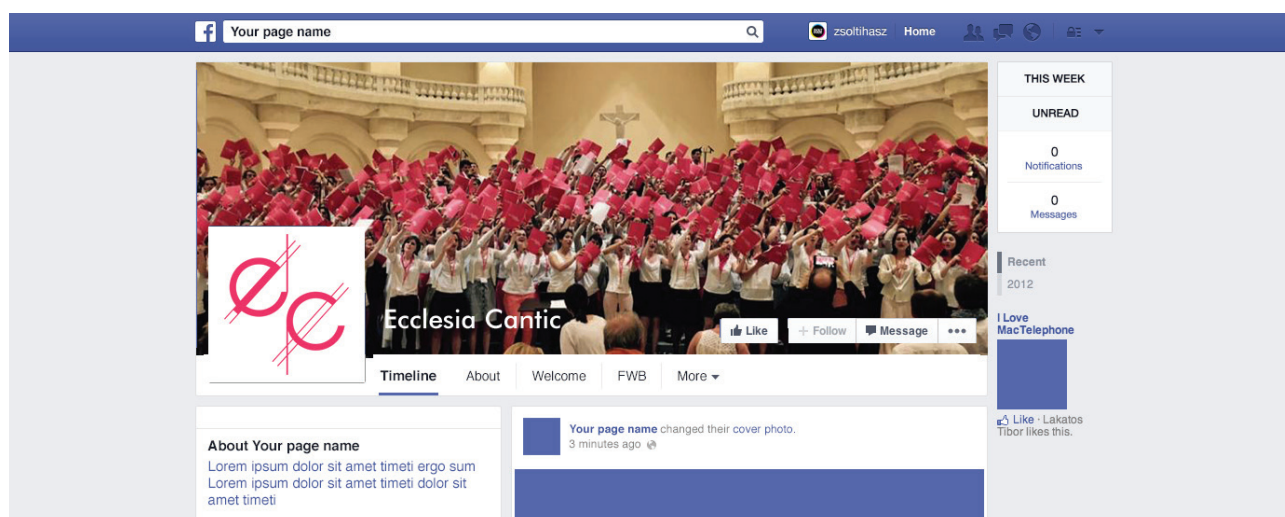 f Your page name zsoltihasz Home
THIS WEEK
UNREAD
0
Notifications
0
Messages
Recent
2012
I Love
MacTelephone
Like · Lakatos
Tibor likes this.
ec
Ecclesia Cantic
Like + Follow Message •••
Timeline About Welcome FWB More
About Your page name
Lorem ipsum dolor sit amet timeti ergo sum
Lorem ipsum dolor sit amet timeti dolor sit
amet timeti
Your page name changed their cover photo.
3 minutes ago